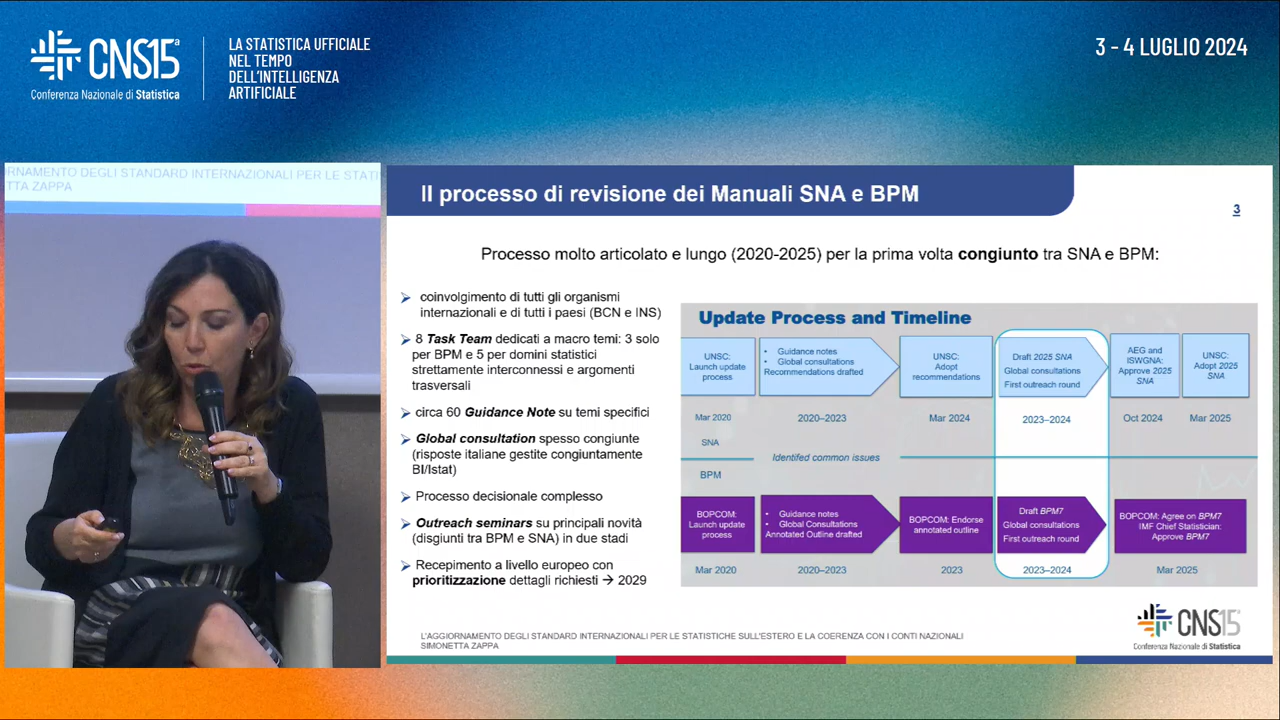 CNS15ª
Conferenza Nazionale di Statistica
LA STATISTICA UFFICIALE
NEL TEMPO
DELL'INTELLIGENZA
ARTIFICIALE
3 - 4 LUGLIO 2024
ORNAMENTO DEGLI STANDARD INTERNAZIONALI PER LE STATI
TTA ZAPPA
Il processo di revisione dei Manuali SNA e BPM
3
Processo molto articolato e lungo (2020-2025) per la prima volta congiunto tra SNA e BPM:
➢ coinvolgimento di tutti gli organismi
internazionali e di tutti i paesi (BCN e INS)
➢ 8 Task Team dedicati a macro temi: 3 solo
per BPM e 5 per domini statistici
strettamente interconnessi e argomenti
trasversali
➢ circa 60 Guidance Note su temi specifici
➢ Global consultation spesso congiunte
(risposte italiane gestite congiuntamente
BI/Istat)
➢ Processo decisionale complesso
➢ Outreach seminars su principali novità
(disgiunti tra BPM e SNA) in due stadi
➢ Recepimento a livello europeo con
prioritizzazione dettagli richiesti → 2029
Update Process and Timeline
UNSC:
Launch update
process
• Guidance notes
• Global consultations
Recommendations drafted
UNSC:
Adopt
recommendations
Draft 2025 SNA
Global consultations
First outreach round
AEG and
ISWGNA:
Approve 2025
SNA
UNSC:
Adopt 2025
SNA
Mar 2020
2020–2023
Mar 2024
2023–2024
Oct 2024
Mar 2025
SNA
Identifed common issues
BPM
BOPCOM:
Launch update
process
• Guidance notes
• Global Consultations
Annotated Outline drafted
BOPCOM: Endorse
annotated outline
Draft BPM7
Global consultations
First outreach round
BOPCOM: Agree on BPM7
IMF Chief Statistician:
Approve BPM7
Mar 2020
2020–2023
2023
2023–2024
Mar 2025
L'AGGIORNAMENTO DEGLI STANDARD INTERNAZIONALI PER LE STATISTICHE SULL'ESTERO E LA COERENZA CON I CONTI NAZIONALI
SIMONETTA ZAPPA
CNS15ª
Conferenza Nazionale di Statistica